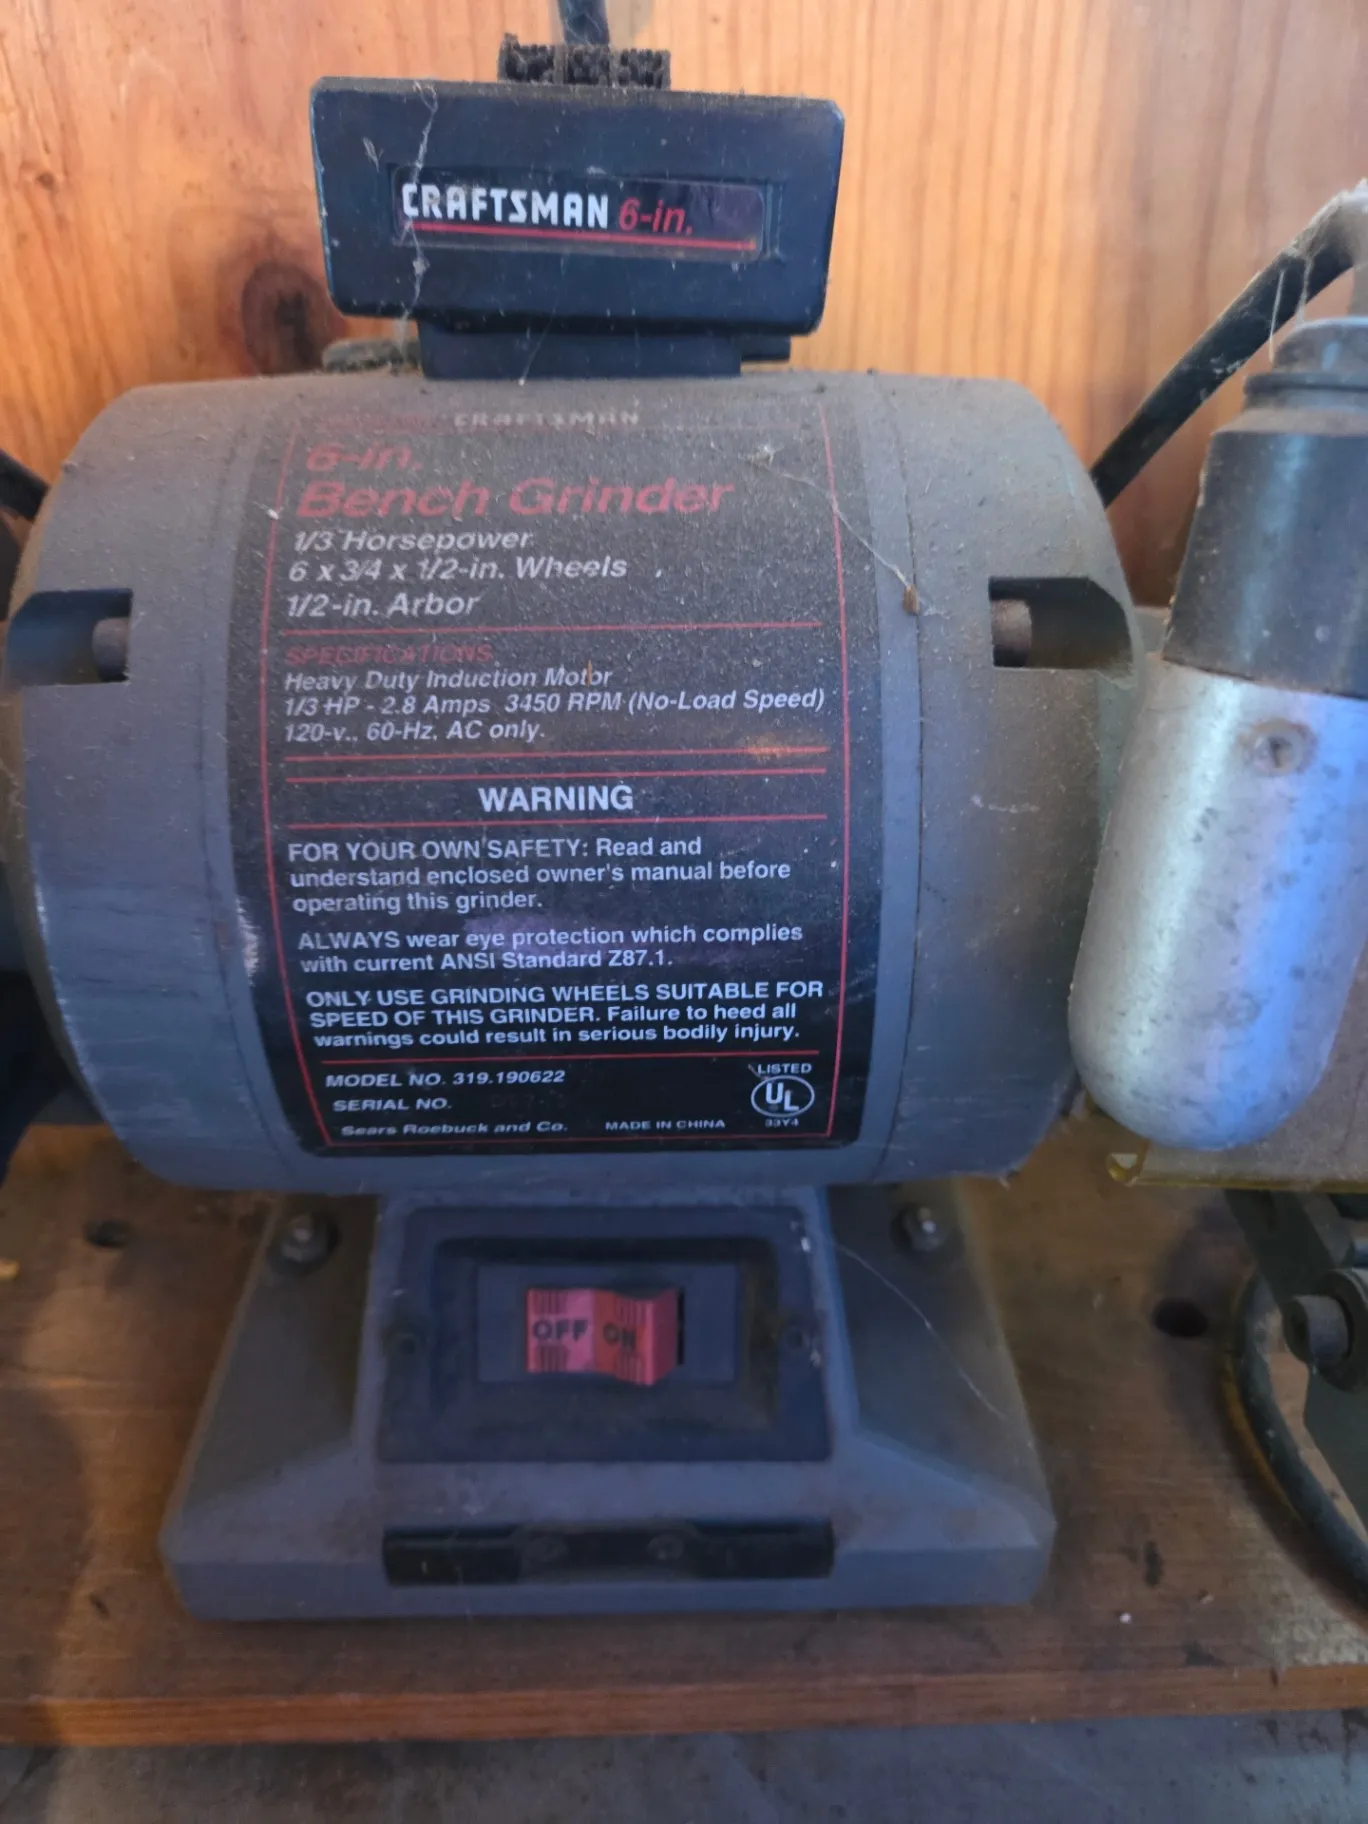 CRAFTSMAN 6-in.
CRAFTSMAN
6-in.
Bench Grinder
1/3 Horsepower
6 x 3/4 x 1/2-in. Wheels
1/2-in. Arbor
SPECIFICATIONS
Heavy Duty Induction Motor
1/3 HP - 2.8 Amps 3450 RPM (No-Load Speed)
120-v., 60-Hz, AC only.
WARNING
FOR YOUR OWN SAFETY: Read and
understand enclosed owner's manual before
operating this grinder.
ALWAYS wear eye protection which complies
with current ANSI Standard Z87.1.
ONLY USE GRINDING WHEELS SUITABLE FOR
SPEED OF THIS GRINDER. Failure to heed all
warnings could result in serious bodily injury.
MODEL NO. 319.190622
SERIAL NO.
Sears Roebuck and Co. MADE IN CHINA
LISTED
UL
33Y4
OFF ON